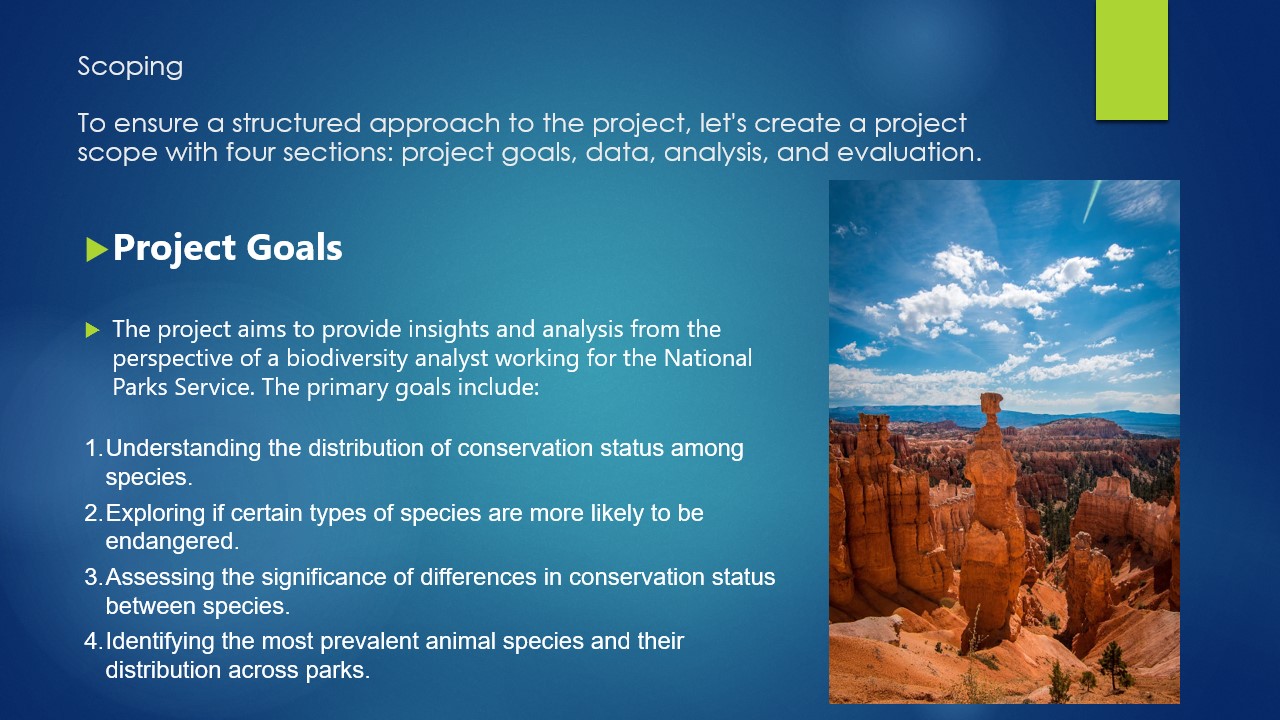 Scoping
To ensure a structured approach to the project, let's create a project
scope with four sections: project goals, data, analysis, and evaluation.
Project Goals
The project aims to provide insights and analysis from the
perspective of a biodiversity analyst working for the National
Parks Service. The primary goals include:
1.Understanding the distribution of conservation status among
species.
2.Exploring if certain types of species are more likely to be
endangered.
3.Assessing the significance of differences in conservation status
between species.
4.Identifying the most prevalent animal species and their
distribution across parks.